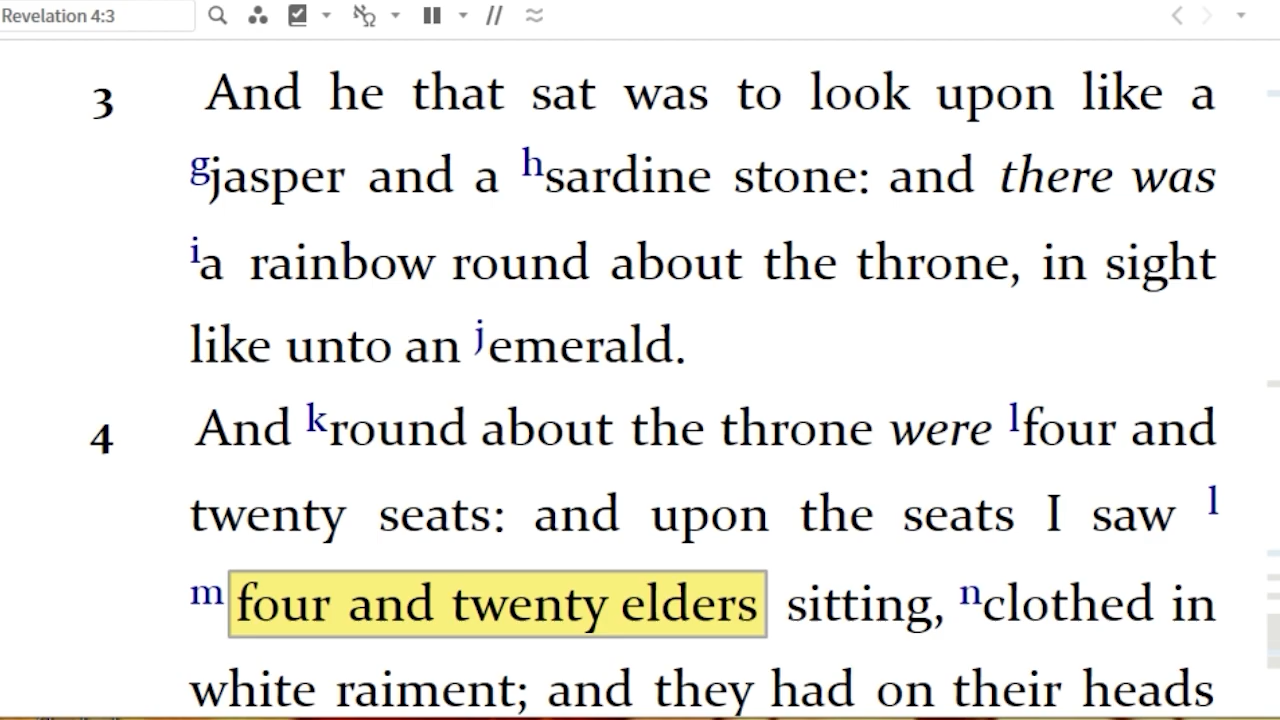 Revelation 4:3
3 And he that sat was to look upon like a
gjasper and a hsardine stone: and there was
ia rainbow round about the throne, in sight
like unto an jemerald.
4 And kround about the throne were lfour and
twenty seats: and upon the seats I saw l
mfour and twenty elders sitting, nclothed in
white raiment; and they had on their heads